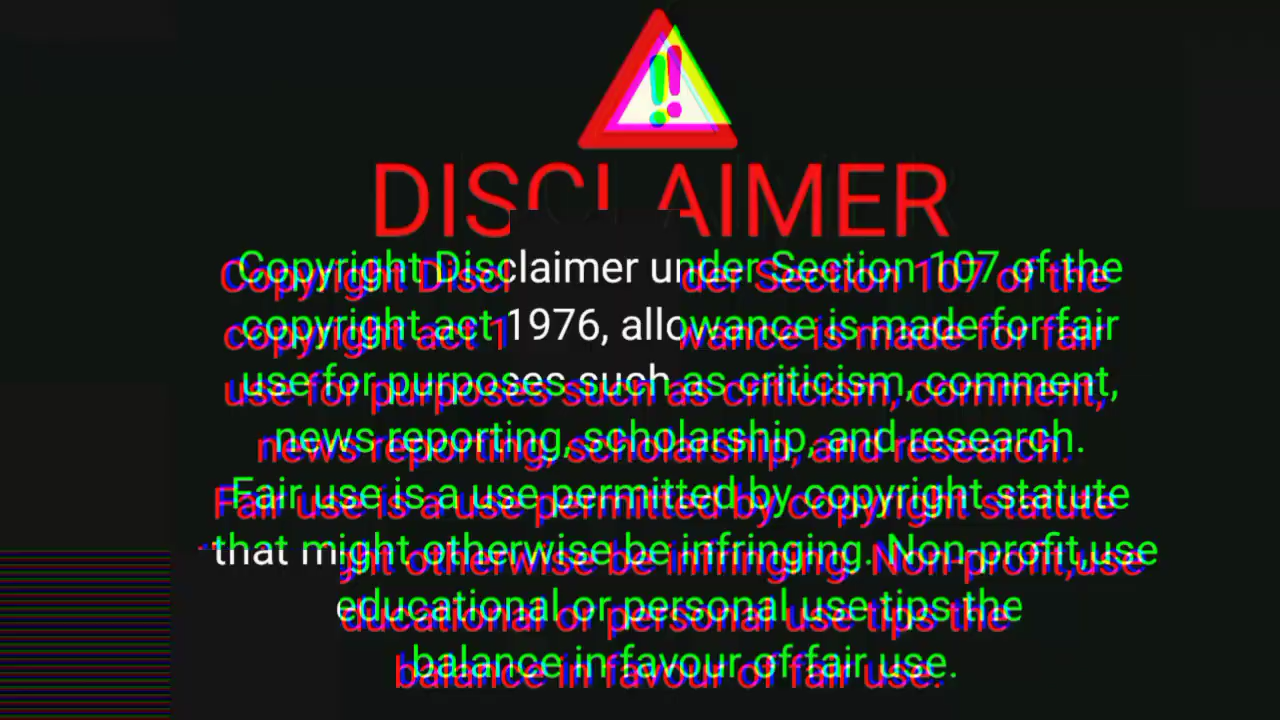 !!
DISCLAIMER
Copyright Disclaimer under Section 107 of the
copyright act 1976, allowance is made for fair
use for purposes such as criticism, comment,
news reporting, scholarship, and research.
Fair use is a use permitted by copyright statute
that might otherwise be infringing. Non-profit,use
educational or personal use tips the
balance in favour of fair use.